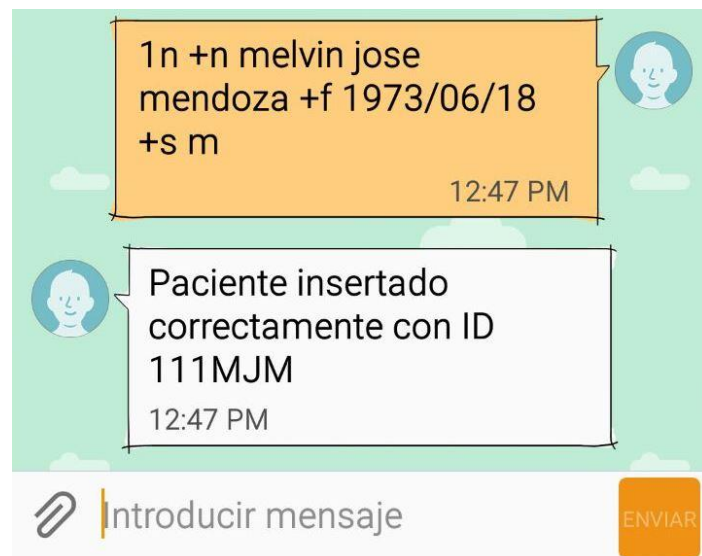 1n +n melvin jose
mendoza +f 1973/06/18
+s m
12:47 PM
Paciente insertado
correctamente con ID
111MJM
12:47 PM
Introducir mensaje
ENVIAR